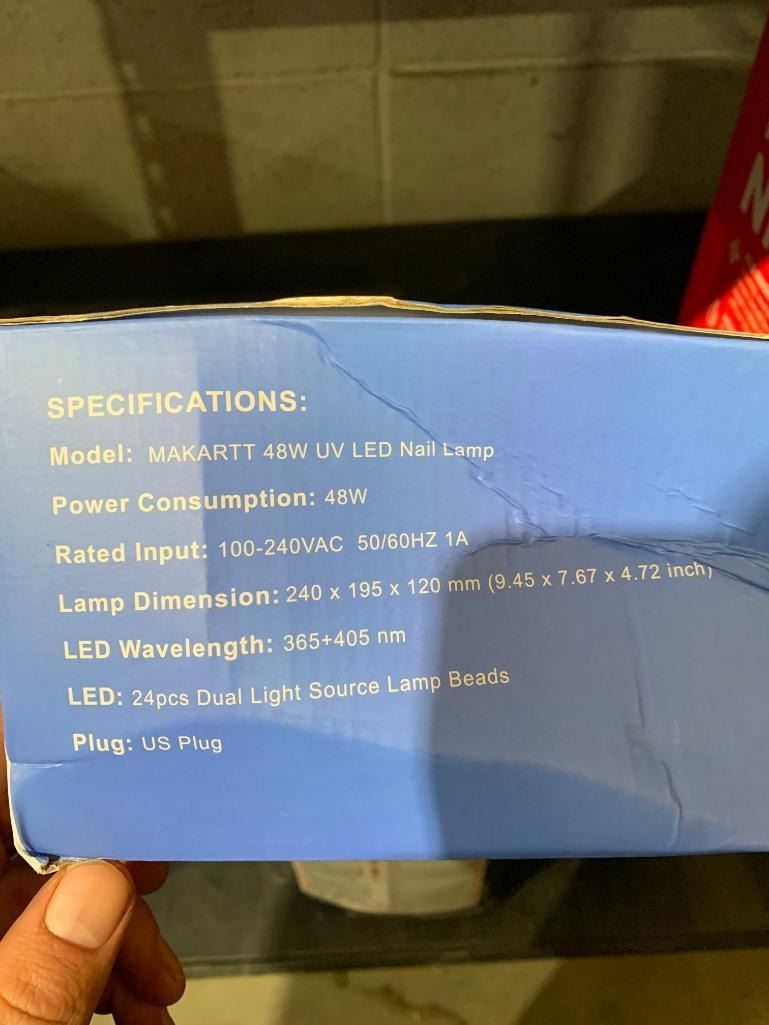 SPECIFICATIONS:
Model: MAKARTT 48W UV LED Nail Lamp
Power Consumption: 48W
Rated Input: 100-240VAC 50/60HZ 1A
Lamp Dimension: 240 x 195 x 120 mm (9.45 x 7.67 x 4.72 inch)
LED Wavelength: 365+405 nm
LED: 24pcs Dual Light Source Lamp Beads
Plug: US Plug